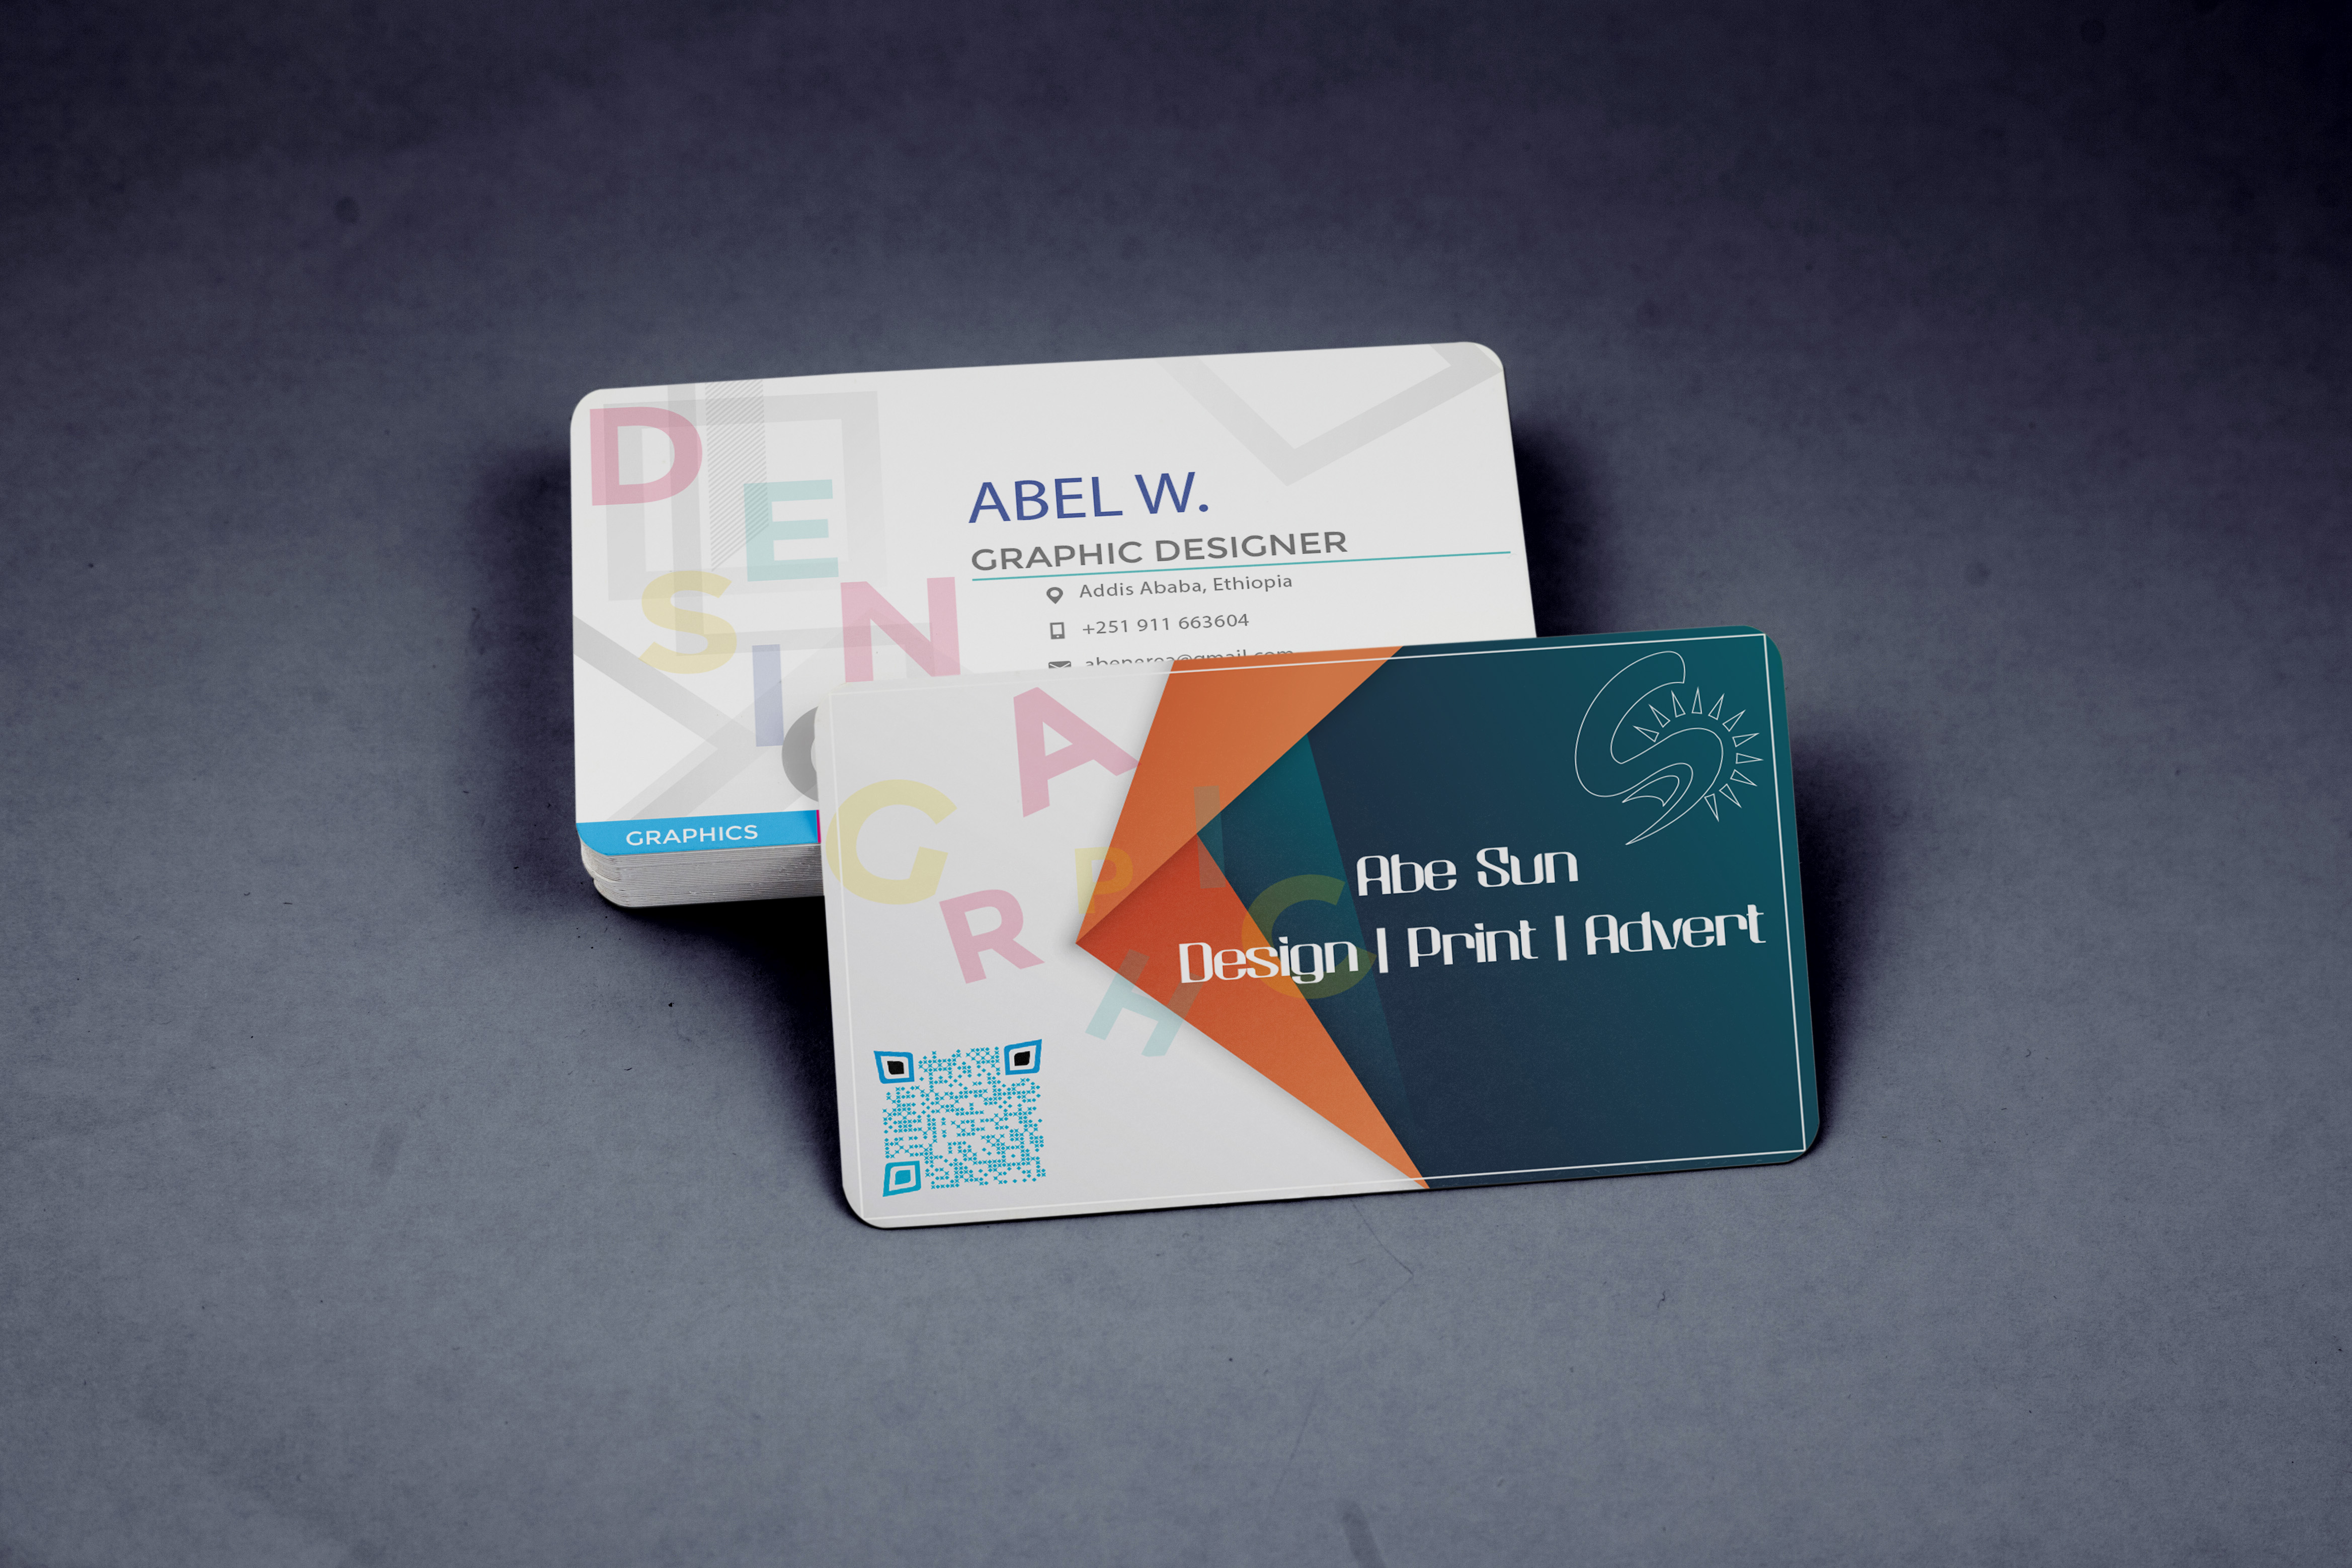 D
E
S
I
G
N
ABEL W.
GRAPHIC DESIGNER
Addis Ababa, Ethiopia
+251 911 663604
GRAPHICS
G
R
A
P
H
I
C
Abe Sun
Design | Print | Advert